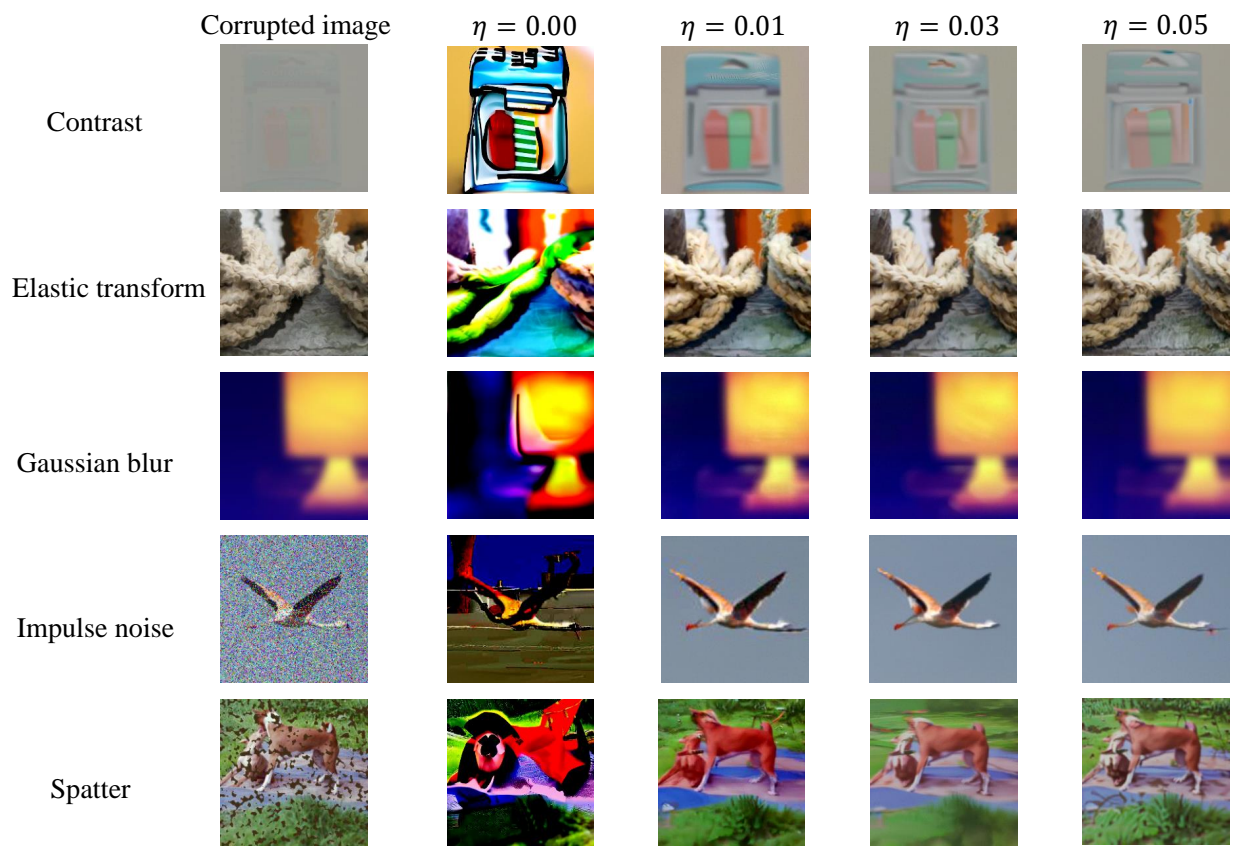 Corrupted image η = 0.00 η = 0.01 η = 0.03 η = 0.05
Contrast
Elastic transform
Gaussian blur
Impulse noise
Spatter